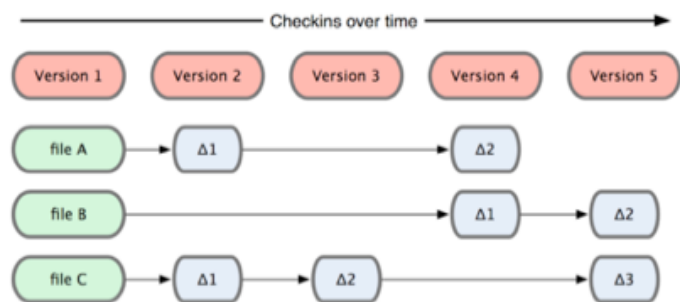 Checkins over time
Version 1 Version 2 Version 3 Version 4 Version 5
file A Δ1 Δ2
file B Δ1 Δ2
file C Δ1 Δ2 Δ3